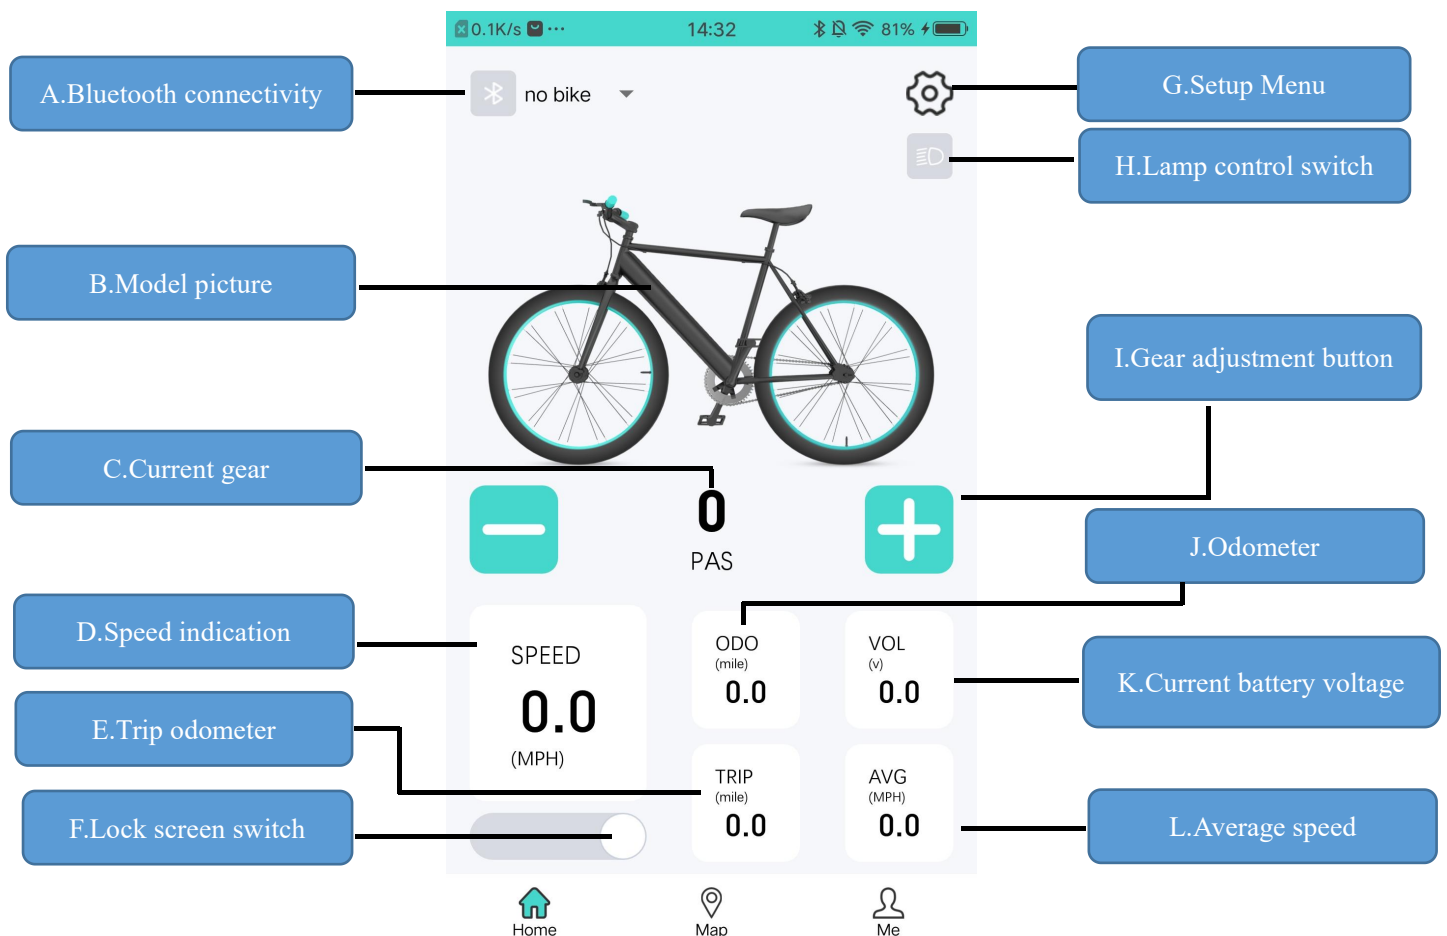 0.1K/s ··· 14:32 81%
A.Bluetooth connectivity
no bike
G.Setup Menu
H.Lamp control switch
B.Model picture
I.Gear adjustment button
C.Current gear
0
PAS
J.Odometer
D.Speed indication
SPEED
0.0
(MPH)
ODO
(mile)
0.0
VOL
(v)
0.0
K.Current battery voltage
E.Trip odometer
TRIP
(mile)
0.0
AVG
(MPH)
0.0
F.Lock screen switch
L.Average speed
Home Map Me